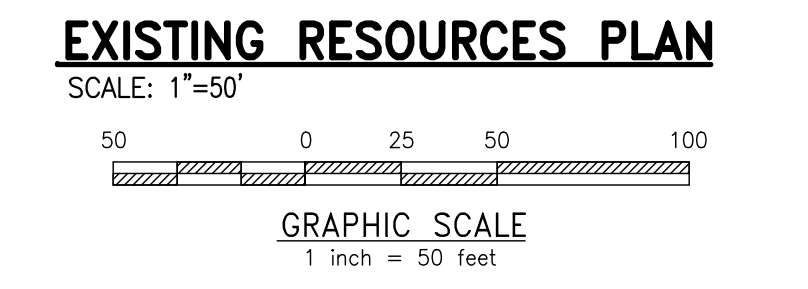 EXISTING RESOURCES PLAN
SCALE: 1"=50'
50 0 25 50 100
GRAPHIC SCALE
1 inch = 50 feet